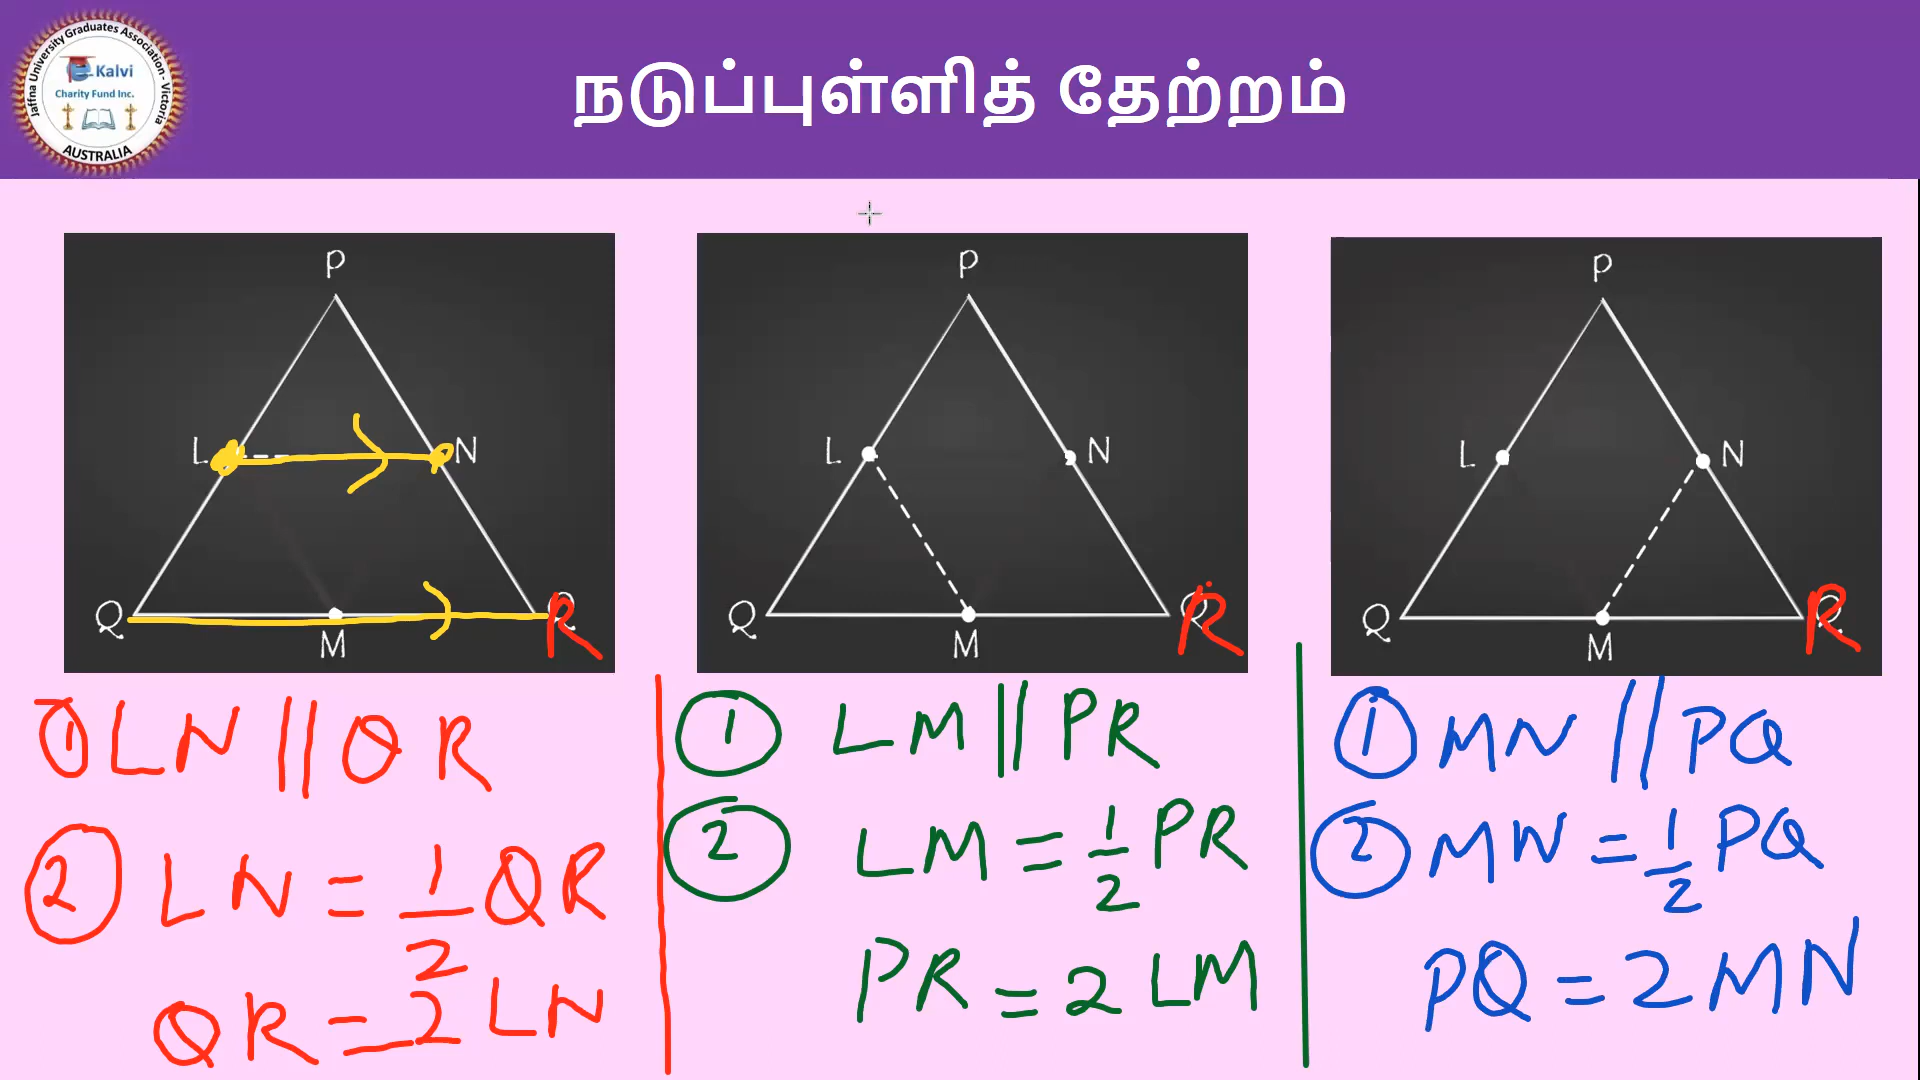 Jaffna University Graduates Association - Victoria
eKalvi
Charity Fund Inc.
AUSTRALIA
நடுப்புள்ளித் தேற்றம்
P
L
N
Q
M
R
P
L
N
Q
M
R
P
L
N
Q
M
R
① LN || QR
② LN = 1/2 QR
QR = 2 LN
① LM || PR
② LM = 1/2 PR
PR = 2 LM
① MN || PQ
② MN = 1/2 PQ
PQ = 2 MN